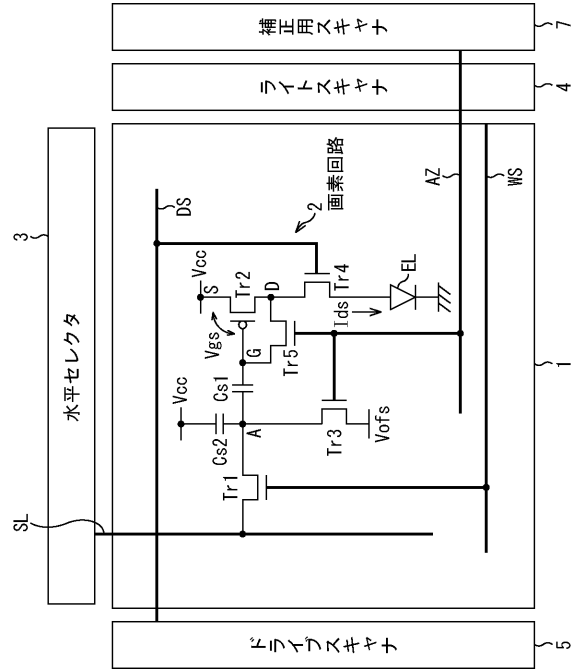 3
水平セレクタ
SL
DS
2
画素回路
Vcc
S
Tr2
Vgs
G
D
Tr5
Tr4
Ids
EL
Vcc
Cs2
Cs1
A
Tr1
Tr3
Vofs
AZ
WS
補正用スキャナ
7
ライトスキャナ
4
1
ドライブスキャナ
5